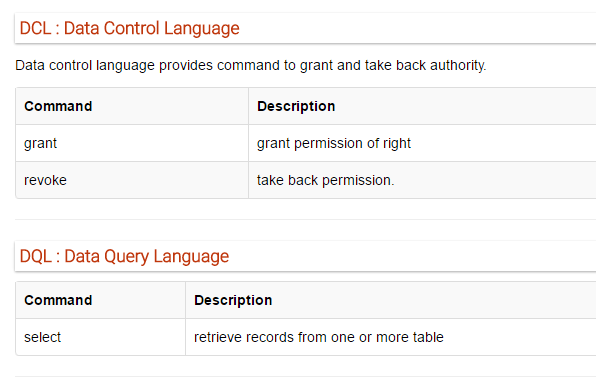 DCL : Data Control Language
Data control language provides command to grant and take back authority.
Command Description
grant grant permission of right
revoke take back permission.
DQL : Data Query Language
Command Description
select retrieve records from one or more table